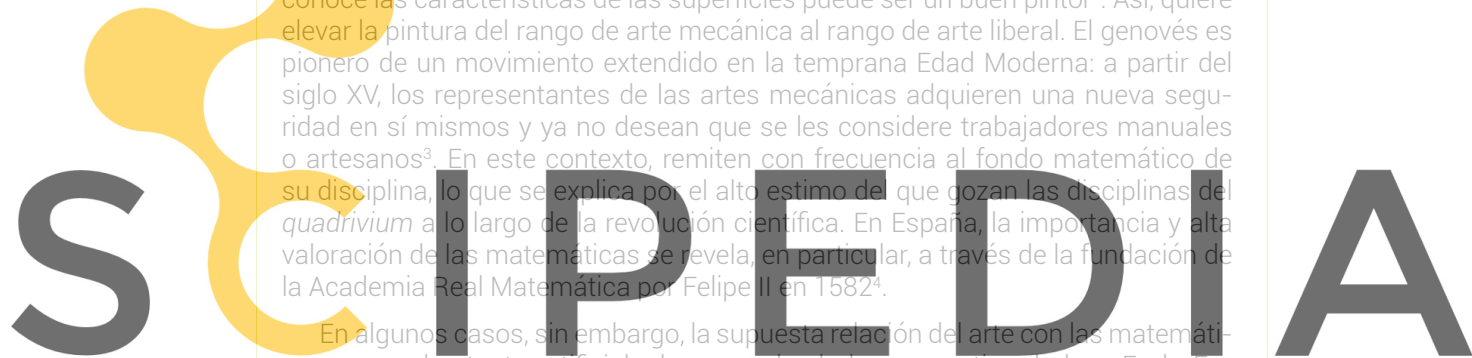 conoce las características de las superficies puede ser un buen pintor². Así, quiere
elevar la pintura del rango de arte mecánica al rango de arte liberal. El genovés es
pionero de un movimiento extendido en la temprana Edad Moderna: a partir del
siglo XV, los representantes de las artes mecánicas adquieren una nueva segu-
ridad en sí mismos y ya no desean que se les considere trabajadores manuales
o artesanos³. En este contexto, remiten con frecuencia al fondo matemático de
su disciplina, lo que se explica por el alto estimo del que gozan las disciplinas del
quadrivium a lo largo de la revolución científica. En España, la importancia y alta
valoración de las matemáticas se revela, en particular, a través de la fundación de
la Academia Real Matemática por Felipe II en 1582⁴.
En algunos casos, sin embargo, la supuesta relación del arte con las matemáti-
SCIPEDIA